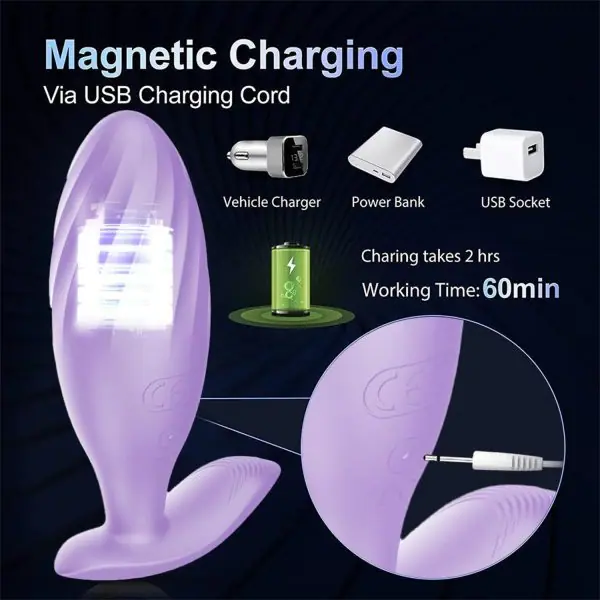 Magnetic Charging
Via USB Charging Cord
Vehicle Charger
Power Bank
USB Socket
Charing takes 2 hrs
Working Time:60min
CE